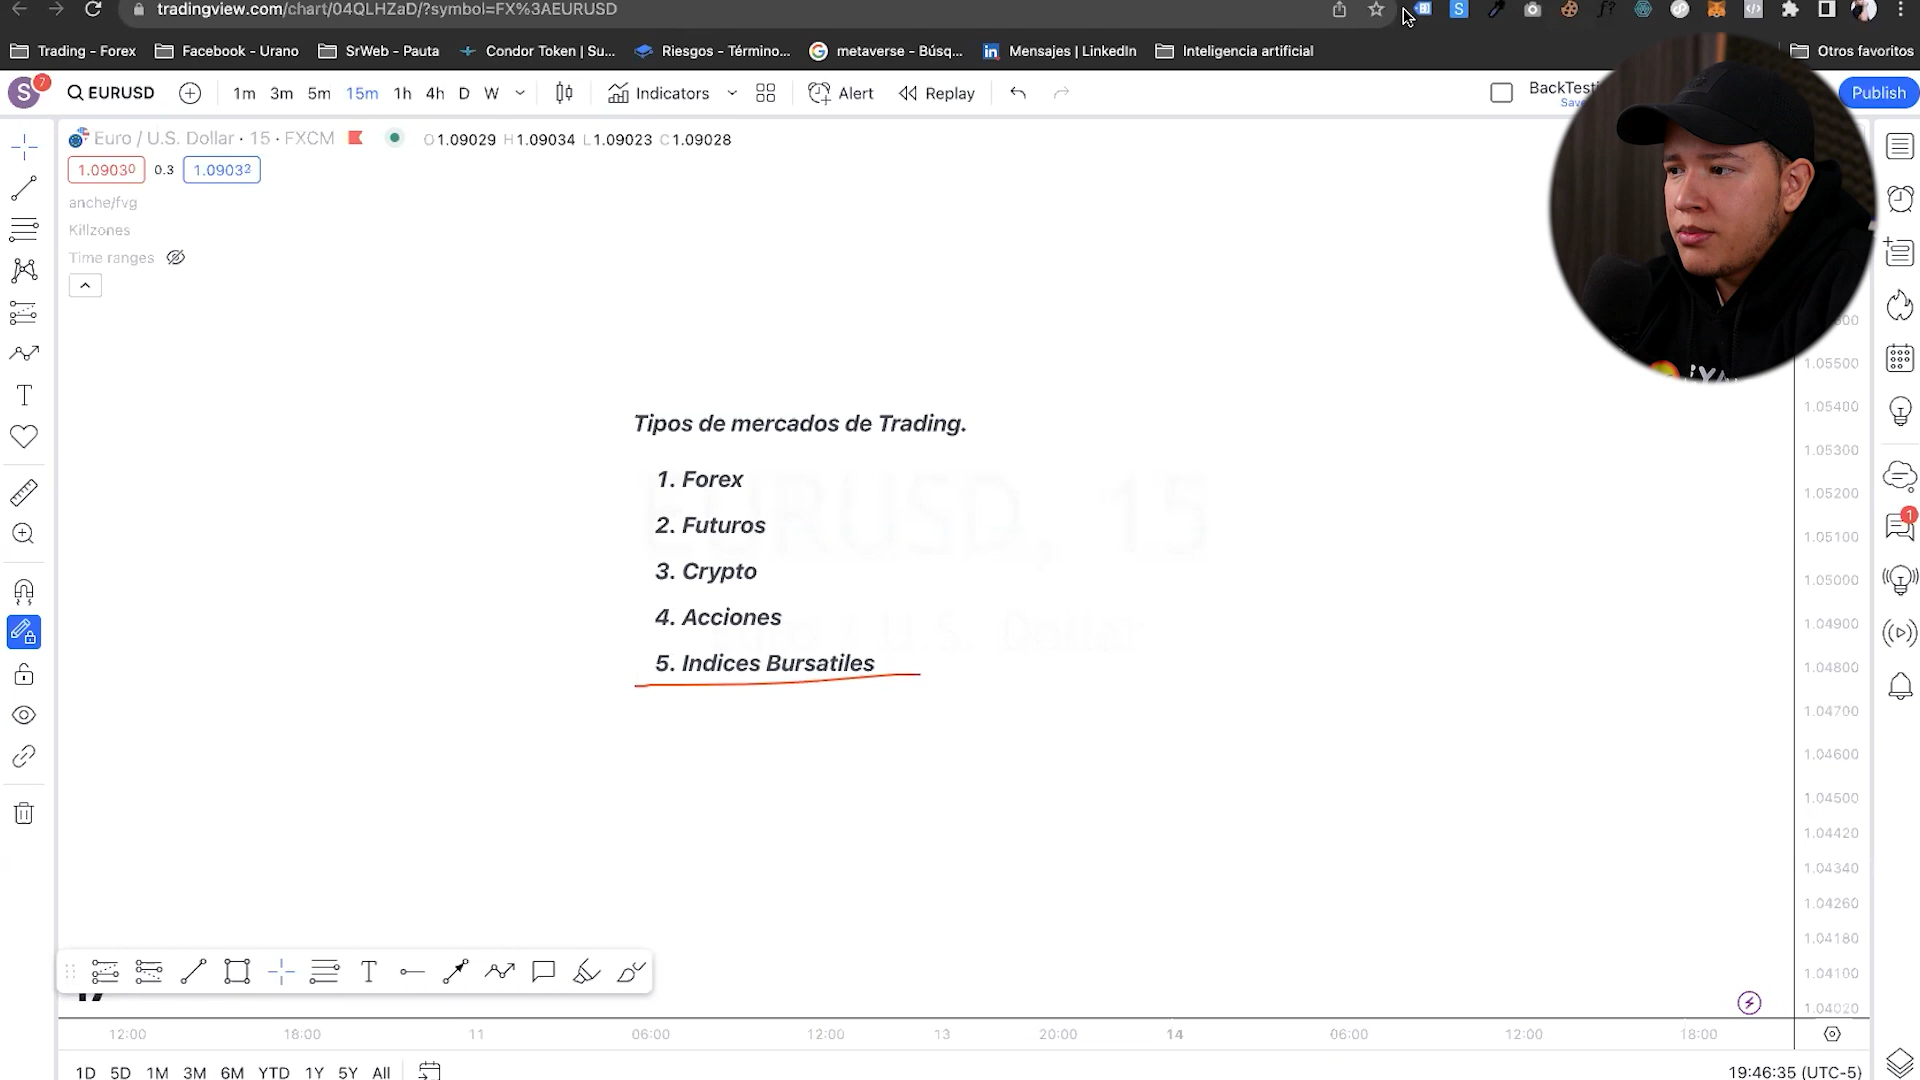 tradingview.com/chart/04QLHZaD/?symbol=FX%3AEURUSD
Trading - Forex Facebook - Urano SrWeb - Pauta Condor Token | Su... Riesgos - Término... metaverse - Búsq... Mensajes | LinkedIn Inteligencia artificial Otros favoritos
S 7 EURUSD 1m 3m 5m 15m 1h 4h D W Indicators Alert Replay Publish
Euro / U.S. Dollar · 15 · FXCM O1.09029 H1.09034 L1.09023 C1.09028
1.09030 0.3 1.09032
anche/fvg
Killzones
Time ranges
Tipos de mercados de Trading.
1. Forex
2. Futuros
3. Crypto
4. Acciones
5. Indices Bursatiles
EURUSD, 15
Euro / U.S. Dollar
1.05500
1.05400
1.05300
1.05200
1.05100
1.05000
1.04900
1.04800
1.04700
1.04600
1.04500
1.04420
1.04340
1.04260
1.04180
1.04100
1.04020
1
12:00 18:00 11 06:00 12:00 13 20:00 14 06:00 12:00 18:00
1D 5D 1M 3M 6M YTD 1Y 5Y All 19:46:35 (UTC-5)